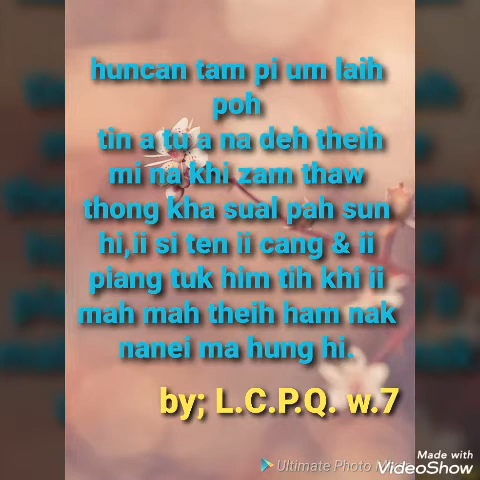 huncan tam pi um laih
poh
tin a tu a na deh theih
mi na khi zam thaw
thong kha sual pah sun
hi,ii si ten ii cang & ii
piang tuk him tih khi ii
mah mah theih ham nak
nanei ma hung hi.
by; L.C.P.Q. w.7
Ultimate Photo
Made with
VideoShow